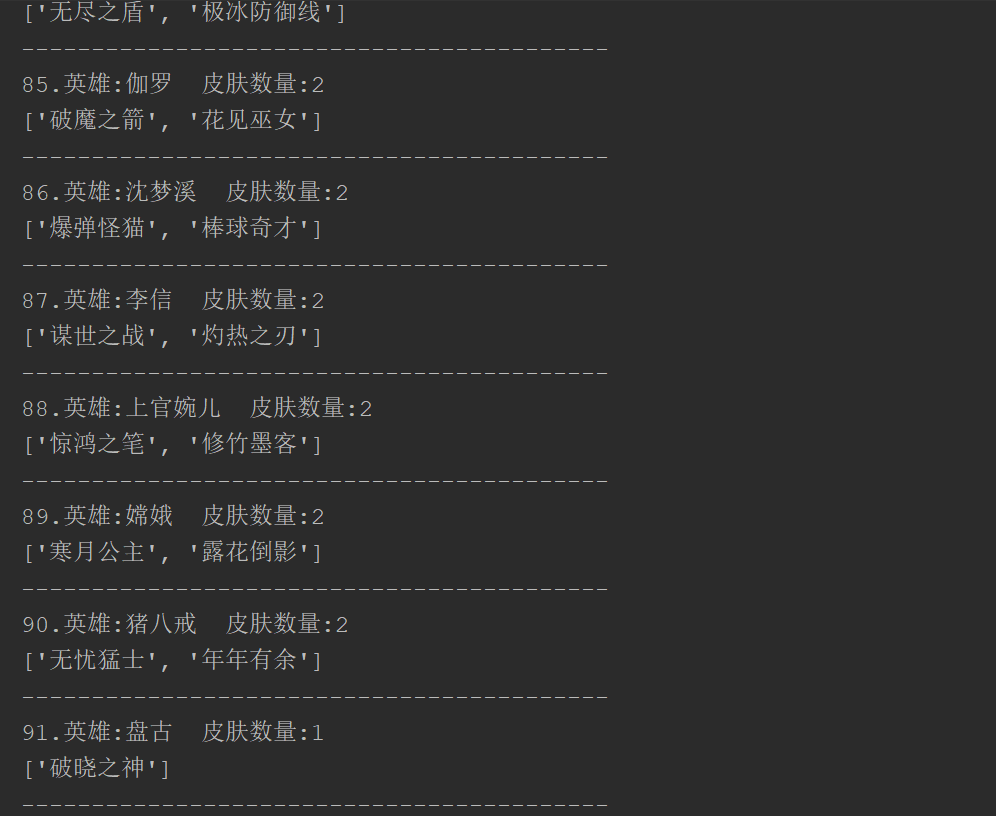 ['无尽之盾', '极冰防御线']
------------------------------------------
85.英雄:伽罗  皮肤数量:2
['破魔之箭', '花见巫女']
------------------------------------------
86.英雄:沈梦溪  皮肤数量:2
['爆弹怪猫', '棒球奇才']
------------------------------------------
87.英雄:李信  皮肤数量:2
['谋世之战', '灼热之刃']
------------------------------------------
88.英雄:上官婉儿  皮肤数量:2
['惊鸿之笔', '修竹墨客']
------------------------------------------
89.英雄:嫦娥  皮肤数量:2
['寒月公主', '露花倒影']
------------------------------------------
90.英雄:猪八戒  皮肤数量:2
['无忧猛士', '年年有余']
------------------------------------------
91.英雄:盘古  皮肤数量:1
['破晓之神']
------------------------------------------